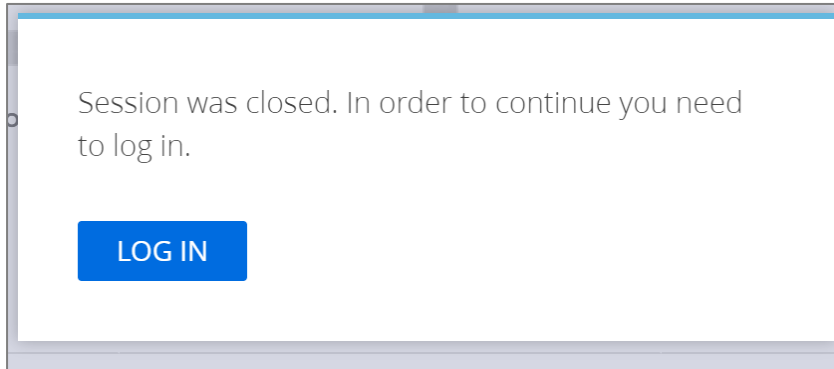 Session was closed. In order to continue you need
to log in.
LOG IN